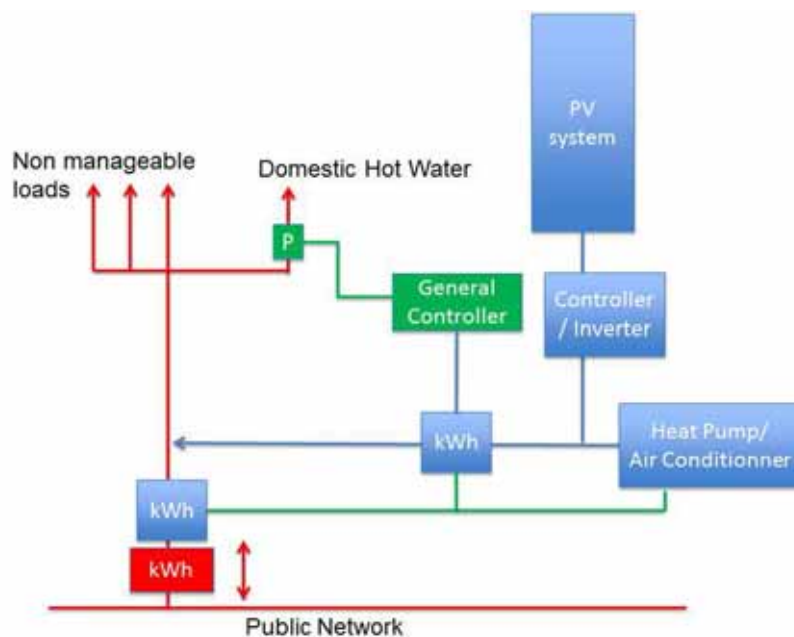 PV
system
Non manageable
loads
Domestic Hot Water
P
General
Controller
Controller
/ Inverter
kWh
Heat Pump/
Air Conditionner
kWh
kWh
Public Network